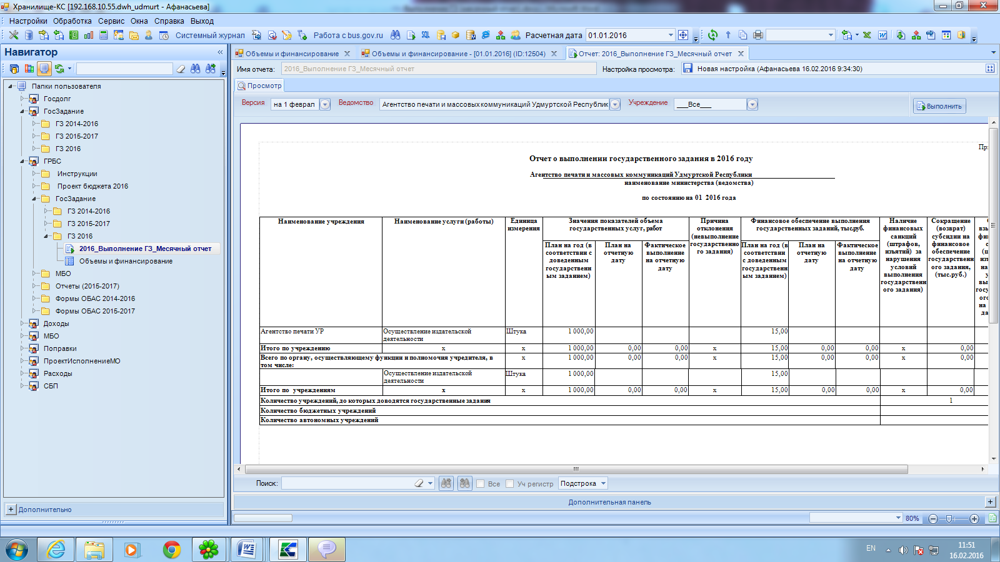 Хранилище-КС [192.168.10.55.dwh_udmurt - Афанасьева]
Настройки Обработка Сервис Окна Справка Выход
Системный журнал Работа с bus.gov.ru SQL Расчетная дата 01.01.2016
Навигатор
Папки пользователя
Госдолг
ГосЗадание
ГЗ 2014-2016
ГЗ 2015-2017
ГЗ 2016
ГРБС
Инструкции
Проект бюджета 2016
ГосЗадание
ГЗ 2014-2016
ГЗ 2015-2017
ГЗ 2016
2016_Выполнение ГЗ_Месячный отчет
Объемы и финансирование
МБО
Отчеты (2015-2017)
Формы ОБАС 2014-2016
Формы ОБАС 2015-2017
Доходы
МБО
Поправки
ПроектИсполнениеМО
Расходы
СБП
Дополнительно
Объемы и финансирование Объемы и финансирование - [01.01.2016] (ID:12504) Отчет: 2016_Выполнение ГЗ_Месячный отчет
Имя отчета: 2016_Выполнение ГЗ_Месячный отчет Настройка просмотра: Новая настройка (Афанасьева 16.02.2016 9:34:30)
Просмотр
Версия на 1 феврал Ведомство Агентство печати и массовых коммуникаций Удмуртской Республик Учреждение ___Все___ Выполнить
Пр
Отчет о выполнении государственного задания в 2016 году
Агентство печати и массовых коммуникаций Удмуртской Республики
наименование министерства (ведомства)
по состоянию на 01 2016 года
Наименование учреждения
Наименование услуги (работы)
Единица
измерения
Значения показателей объема
государственных услуг, работ
План на год (в
соответствии с
доведенным
государственн
ым заданием)
План на
отчетную
дату
Фактическое
выполнение
на отчетную
дату
Причина
отклонения
(невыполнение
государственно
го задания)
Финансовое обеспечение выполнения
государственных заданий, тыс.руб.
План на год (в
соответствии
с доведенным
государственн
ым заданием)
План на
отчетную
дату
Фактическое
выполнение
на отчетную
дату
Наличие
финансовых
санкций
(штрафов,
изъятий) за
нарушения
условий
выполнения
государственн
ого задания)
Сокращение
(возврат)
субсидии на
финансовое
обеспечение
государственн
ого задания,
(тыс.руб.)
Агентство печати УР Осуществление издательской Штука 1 000,00 15,00
деятельности
Итого по учреждению x x 1 000,00 0,00 0,00 x 15,00 0,00 0,00 x 0,00
Всего по органу, осуществляющему функции и полномочия учредителя, в x 1 000,00 0,00 0,00 x 15,00 0,00 0,00 x 0,00
том числе:
Осуществление издательской Штука 1 000,00 15,00
деятельности
Итого по учреждениям x x 1 000,00 0,00 0,00 x 15,00 0,00 0,00 x 0,00
Количество учреждений, до которых доводятся государственные задания 1
Количество бюджетных учреждений
Количество автономных учреждений
Поиск: Все Уч регистр Подстрока
Дополнительная панель
80%
EN 11:51
16.02.2016